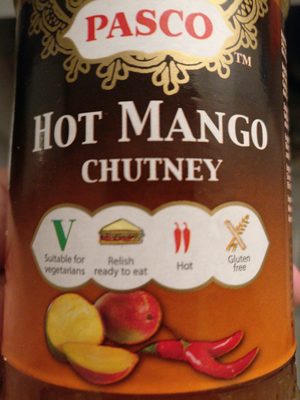 PASCO
TM
HOT MANGO
CHUTNEY
V
Suitable for
vegetarians
Relish
ready to eat
Hot
Gluten
free